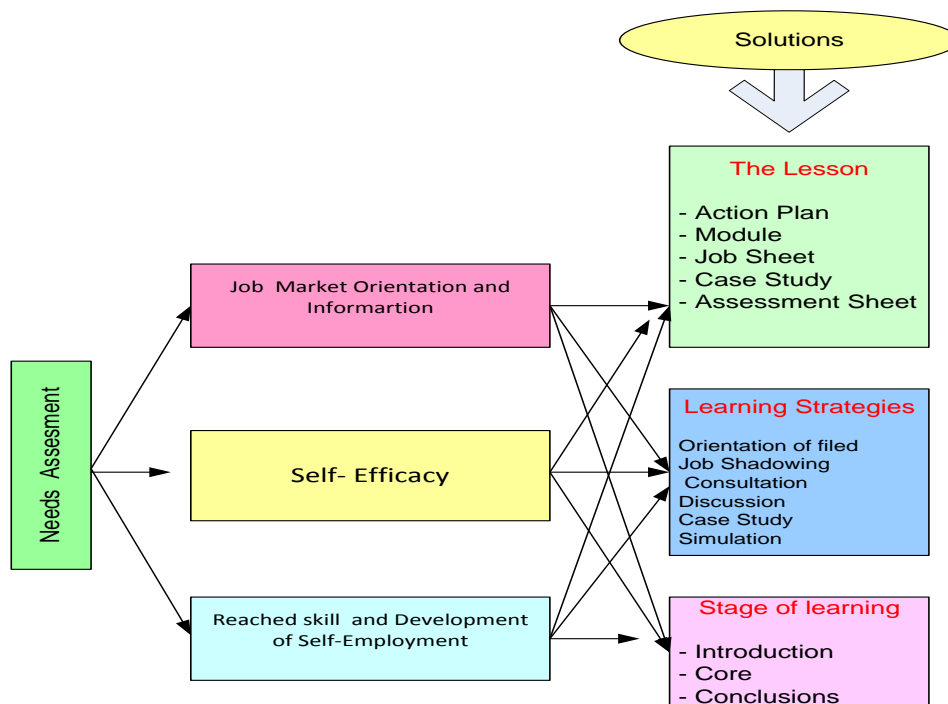 Solutions
The Lesson
- Action Plan
- Module
- Job Sheet
- Case Study
- Assessment Sheet
Job Market Orientation and
Informartion
Needs Assesment
Self- Efficacy
Learning Strategies
Orientation of filed
Job Shadowing
Consultation
Discussion
Case Study
Simulation
Reached skill and Development
of Self-Employment
Stage of learning
- Introduction
- Core
- Conclusions